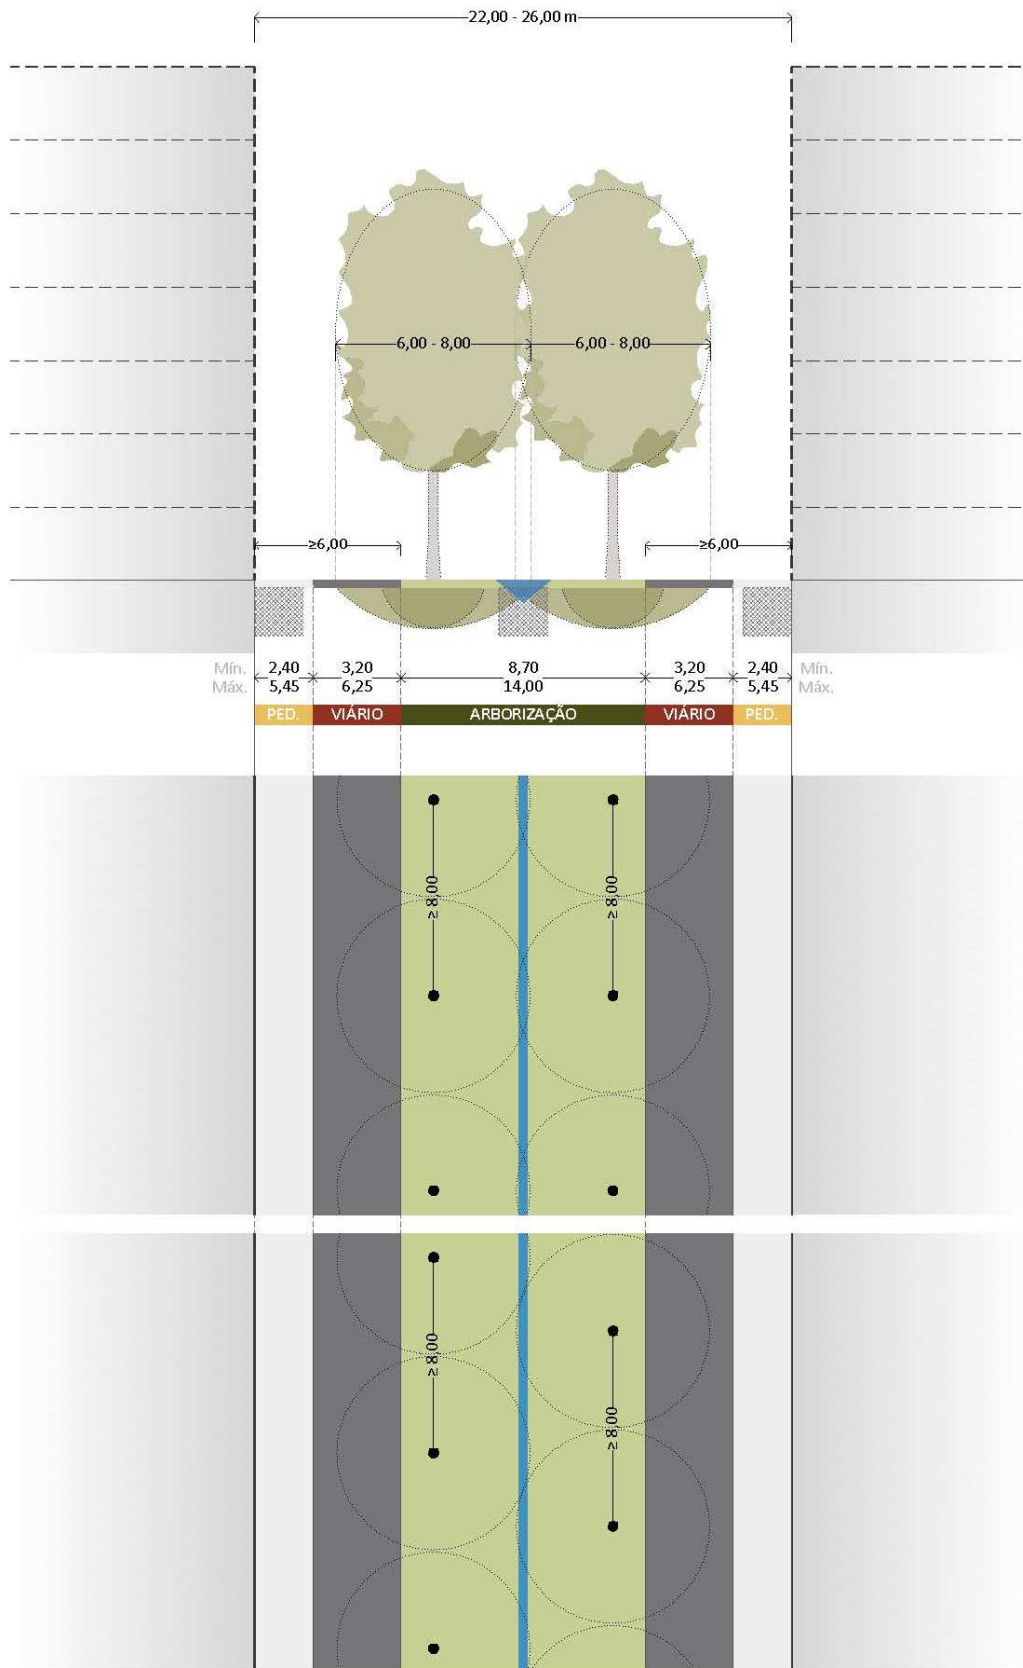 22,00 - 26,00 m
6,00 - 8,00 6,00 - 8,00
≥6,00 ≥6,00
Mín. 2,40 3,20 8,70 3,20 2,40 Mín.
Máx. 5,45 6,25 14,00 6,25 5,45 Máx.
PED. VIÁRIO ARBORIZAÇÃO VIÁRIO PED.
≥ 8,00 ≥ 8,00
≥ 8,00
≥ 8,00